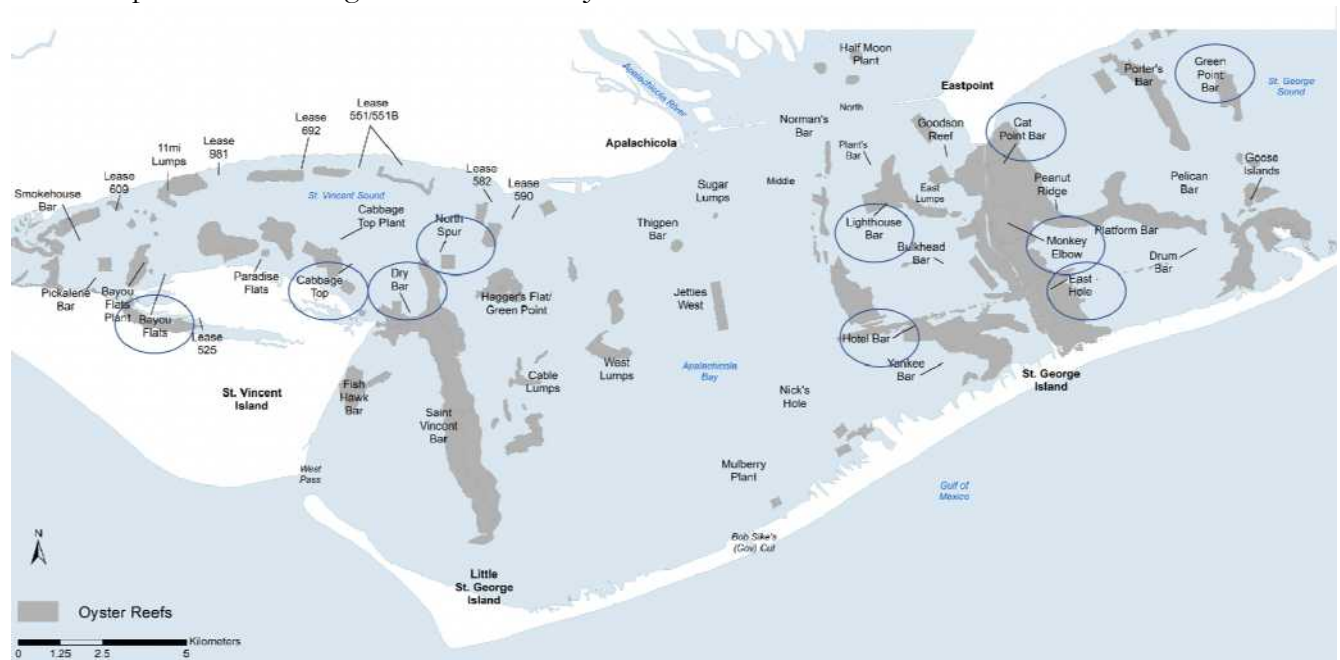 Half Moon
Plant
Green
Point
Bar
Porter's
Bar
St. George
Sound
Apalachicola River
Eastpoint
Lease
551/551B
Lease
692
North
Norman's
Bar
Goodson
Reef
Cat
Point Bar
11mi
Lumps
Lease
981
Apalachicola
Plant's
Bar
Goose
Islands
Lease
609
Smokehouse
Bar
St. Vincent Sound
Lease
582
Lease
590
Sugar
Lumps
Middle
East
Lumps
Peanut
Ridge
Pelican
Bar
Cabbage
Top Plant
North
Spur
Thigpen
Bar
Lighthouse
Bar
Platform Bar
Monkey
Elbow
Bulkhead
Bar
Drum
Bar
Pickalene
Bar
Bayou
Flats
Plant
Paradise
Flats
Cabbage
Top
Dry
Bar
Hagger's Flat/
Green Point
Jetties
West
East
Hole
Bayou
Flats
Lease
525
Hotel Bar
Yankee
Bar
West
Lumps
Apalachicola
Bay
St. George
Island
St. Vincent
Island
Fish
Hawk
Bar
Cable
Lumps
Nick's
Hole
Saint
Vincent
Bar
West
Pass
Mulberry
Plant
Gulf of
Mexico
Bob Sike's
(Gov) Cut
N
Little
St. George
Island
Oyster Reefs
Kilometers
0 1.25 2.5 5